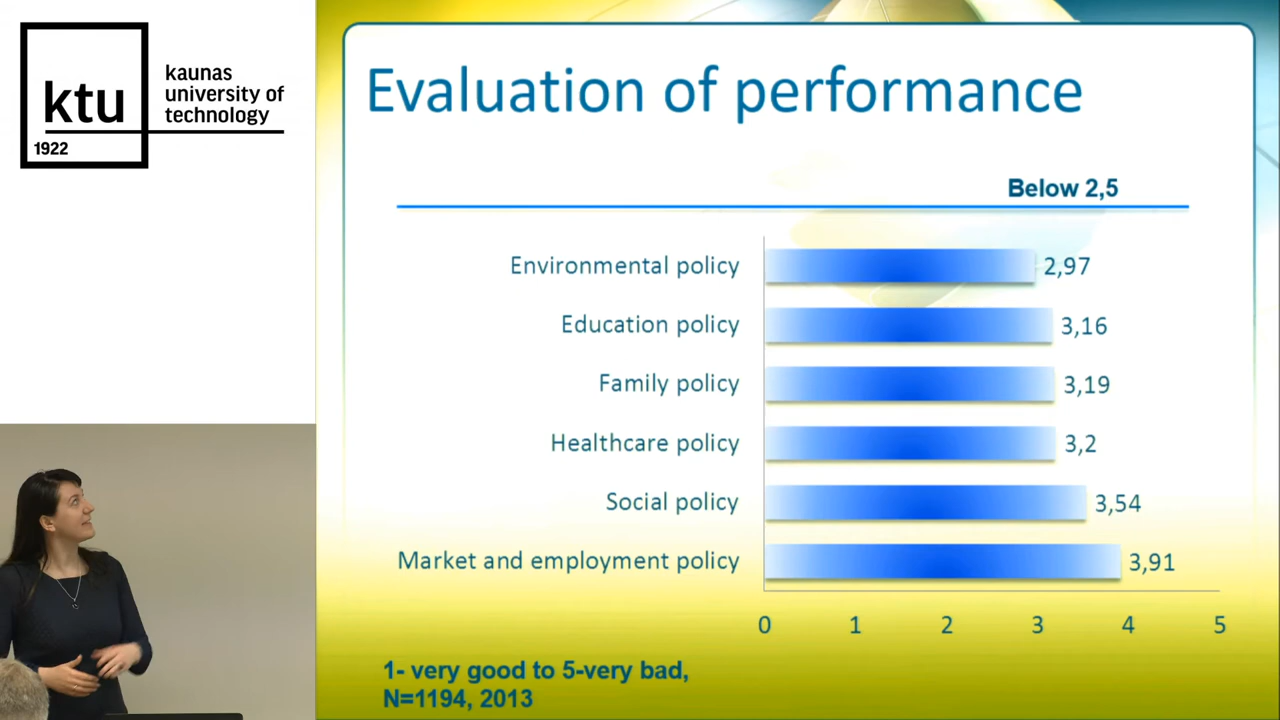 ktu
1922
kaunas
university of
technology
Evaluation of performance
Below 2,5
Environmental policy 2,97
Education policy 3,16
Family policy 3,19
Healthcare policy 3,2
Social policy 3,54
Market and employment policy 3,91
0 1 2 3 4 5
1- very good to 5-very bad,
N=1194, 2013